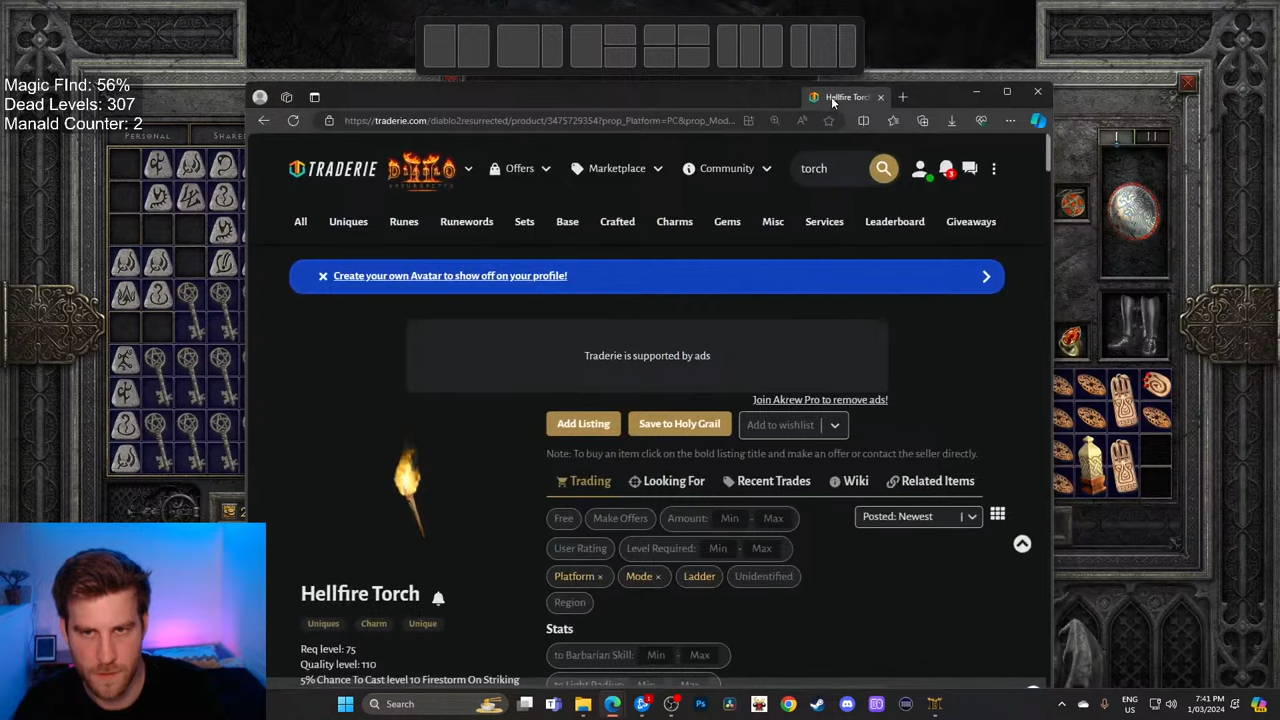 Magic FInd: 56%
Dead Levels: 307
Manald Counter: 2
PERSONAL
SHARED
Hellfire Torc
https://traderie.com/diablo2resurrected/product/3475729354?prop_Platform=PC&prop_Mod...
TRADERIE
Offers
Marketplace
Community
torch
3
All
Uniques
Runes
Runewords
Sets
Base
Crafted
Charms
Gems
Misc
Services
Leaderboard
Giveaways
Create your own Avatar to show off on your profile!
Traderie is supported by ads
Join Akrew Pro to remove ads!
Add Listing
Save to Holy Grail
Add to wishlist
Note: To buy an item click on the bold listing title and make an offer or contact the seller directly.
Trading
Looking For
Recent Trades
Wiki
Related Items
Free
Make Offers
Amount: Min - Max
Posted: Newest
User Rating
Level Required: Min - Max
Platform ×
Mode ×
Ladder
Unidentified
Region
Hellfire Torch
Uniques
Charm
Unique
Stats
Req level: 75
Quality level: 110
5% Chance To Cast level 10 Firestorm On Striking
to Barbarian Skill: Min - Max
to Light Radius: Min - Max
Search
ENG
US
7:41 PM
1/03/2024